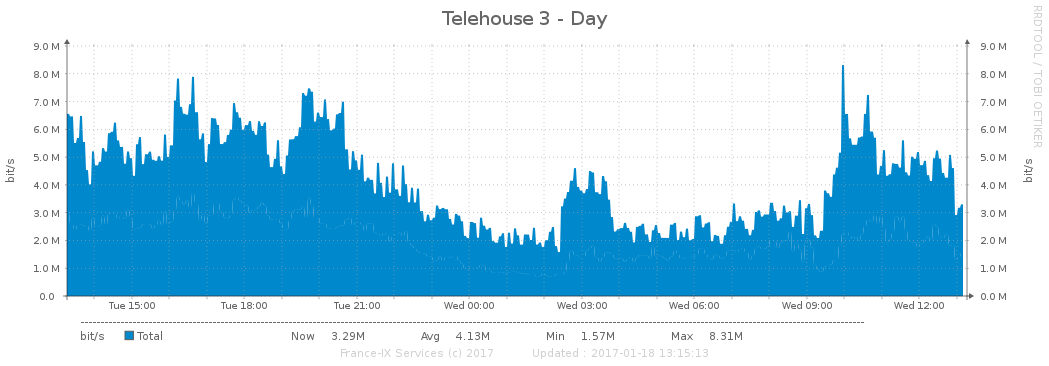 Telehouse 3 - Day
RRDTOOL / TOBI OETIKER
9.0 M 9.0 M
8.0 M 8.0 M
7.0 M 7.0 M
6.0 M 6.0 M
5.0 M 5.0 M
4.0 M 4.0 M
3.0 M 3.0 M
2.0 M 2.0 M
1.0 M 1.0 M
0.0 0.0 M
bit/s
bit/s
Tue 15:00 Tue 18:00 Tue 21:00 Wed 00:00 Wed 03:00 Wed 06:00 Wed 09:00 Wed 12:00
bit/s Total Now 3.29M Avg 4.13M Min 1.57M Max 8.31M
France-IX Services (c) 2017 Updated : 2017-01-18 13:15:13